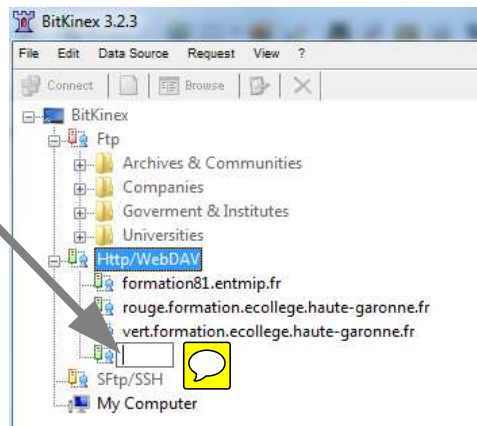 BitKinex 3.2.3
File Edit Data Source Request View ?
Connect Browse
BitKinex
Ftp
Archives & Communities
Companies
Goverment & Institutes
Universities
Http/WebDAV
formation81.entmip.fr
rouge.formation.ecollege.haute-garonne.fr
vert.formation.ecollege.haute-garonne.fr
SFtp/SSH
My Computer